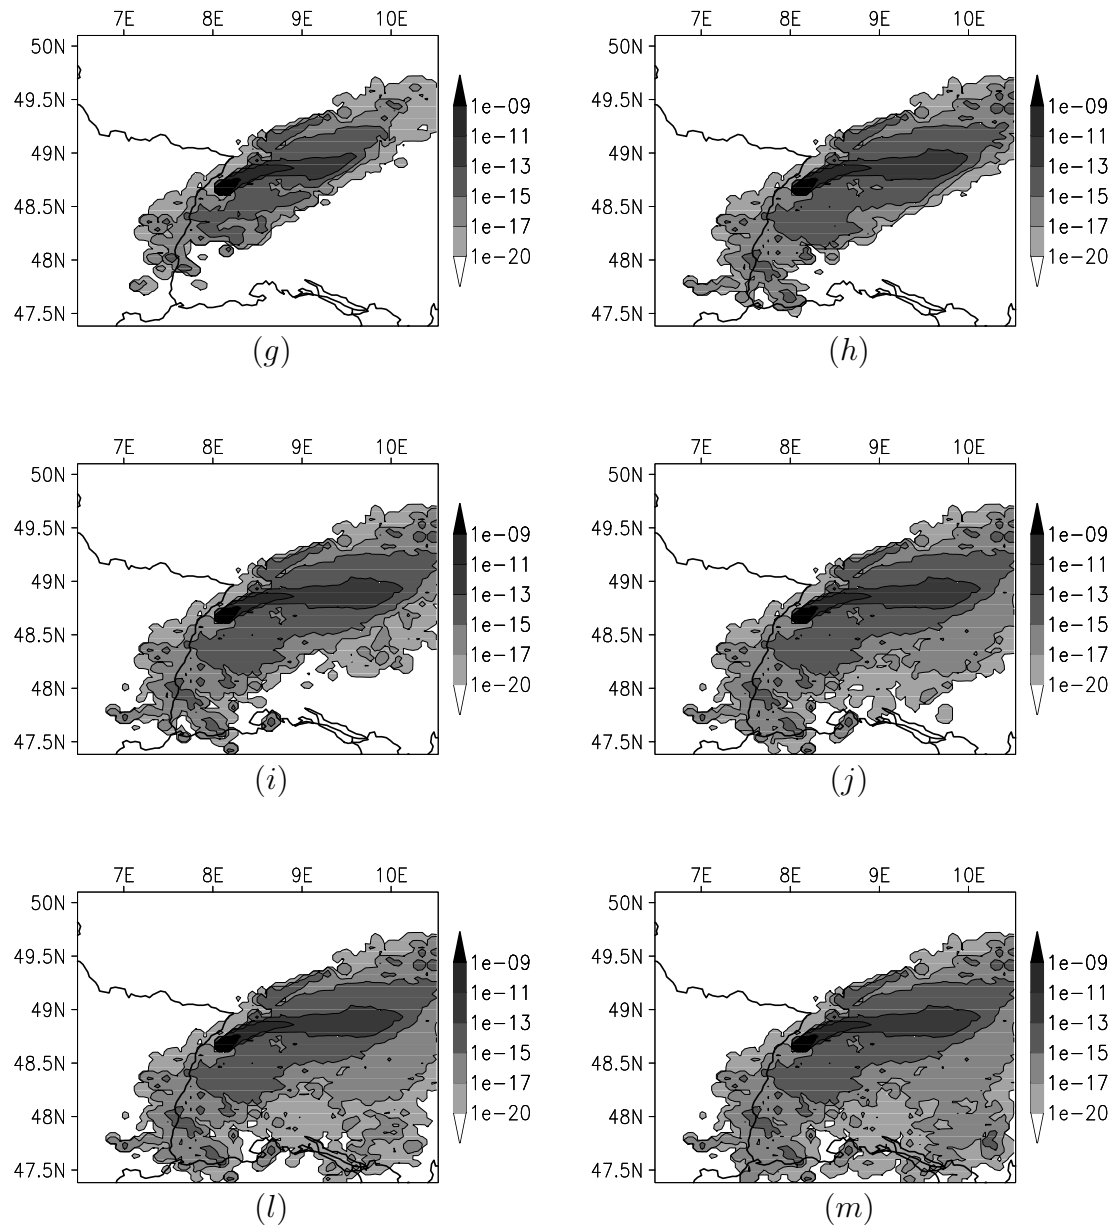 7E 8E 9E 10E
50N
49.5N
49N
48.5N
48N
47.5N
1e-09
1e-11
1e-13
1e-15
1e-17
1e-20
(g)
7E 8E 9E 10E
50N
49.5N
49N
48.5N
48N
47.5N
1e-09
1e-11
1e-13
1e-15
1e-17
1e-20
(h)
7E 8E 9E 10E
50N
49.5N
49N
48.5N
48N
47.5N
1e-09
1e-11
1e-13
1e-15
1e-17
1e-20
(i)
7E 8E 9E 10E
50N
49.5N
49N
48.5N
48N
47.5N
1e-09
1e-11
1e-13
1e-15
1e-17
1e-20
(j)
7E 8E 9E 10E
50N
49.5N
49N
48.5N
48N
47.5N
1e-09
1e-11
1e-13
1e-15
1e-17
1e-20
(l)
7E 8E 9E 10E
50N
49.5N
49N
48.5N
48N
47.5N
1e-09
1e-11
1e-13
1e-15
1e-17
1e-20
(m)